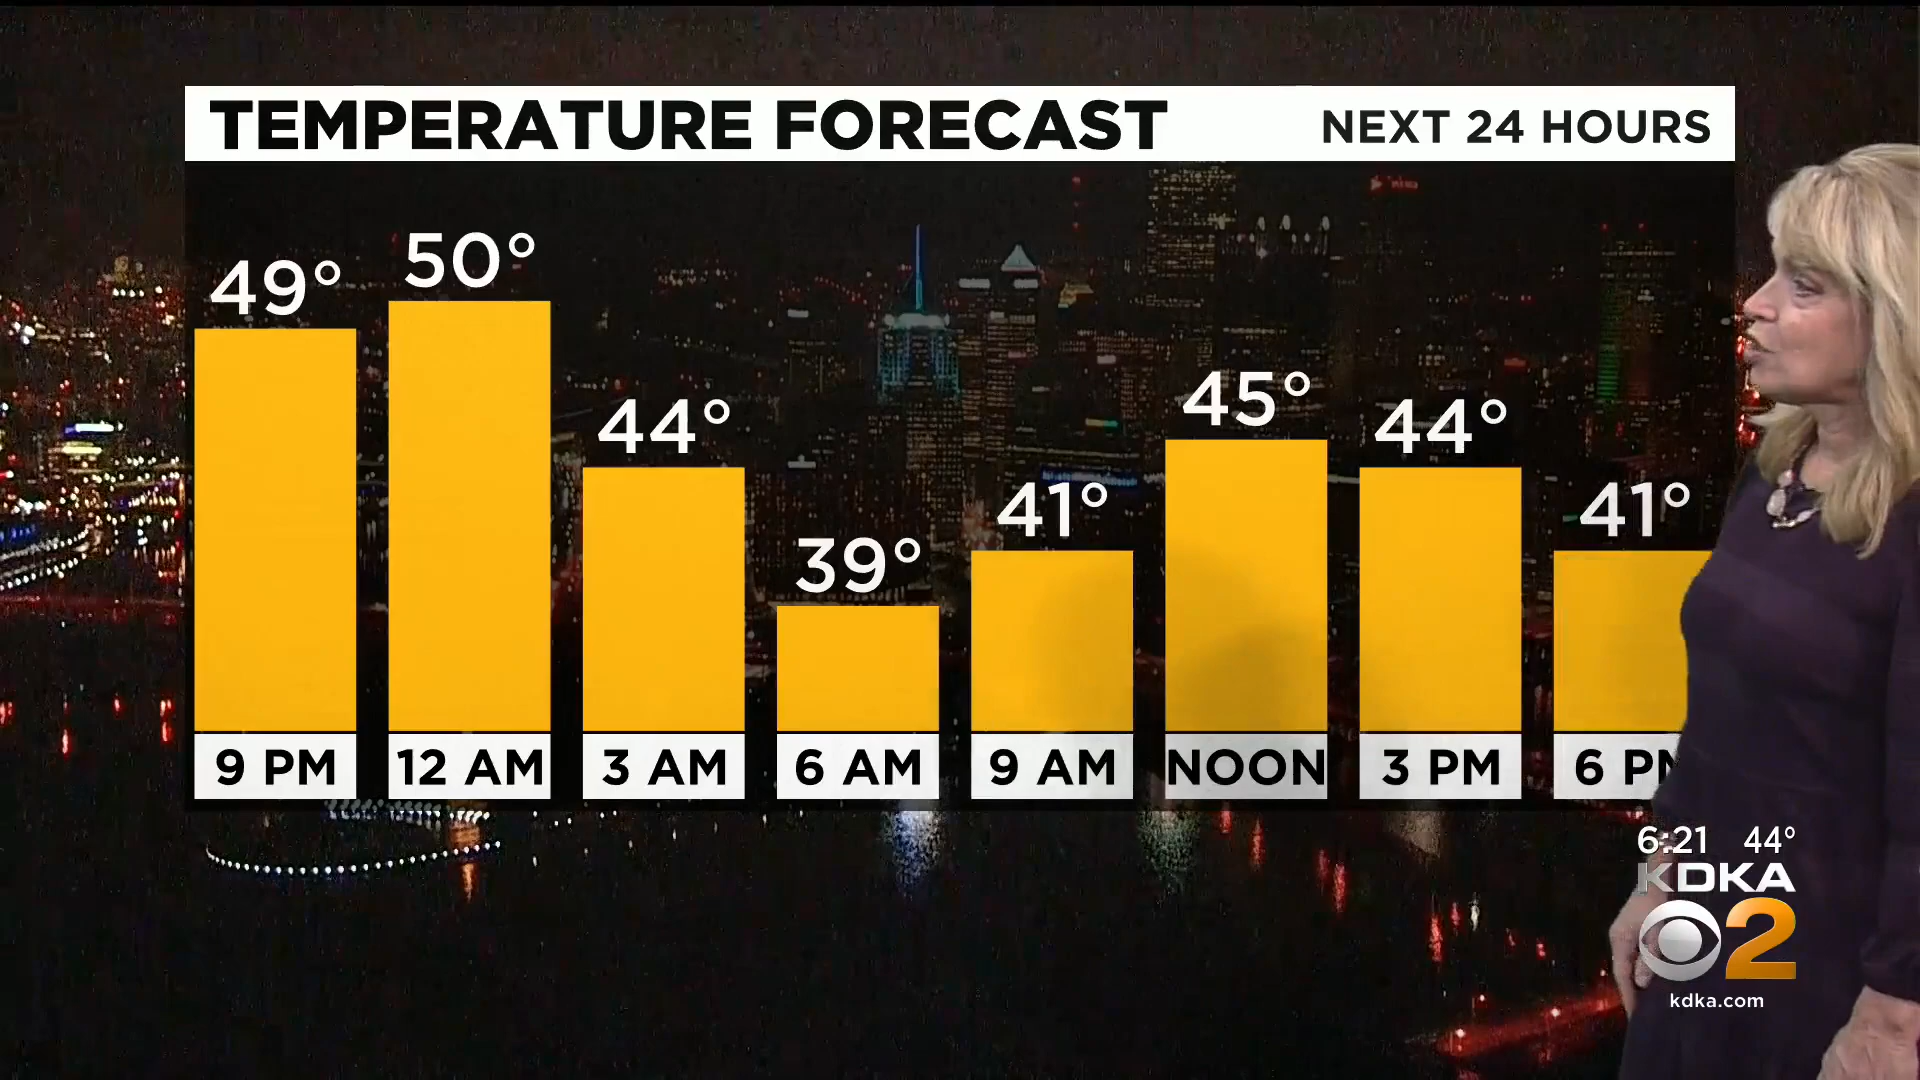 TEMPERATURE FORECAST NEXT 24 HOURS
49° 50° 44° 39° 41° 45° 44° 41°
9 PM 12 AM 3 AM 6 AM 9 AM NOON 3 PM 6
6:21 44°
KDKA
2
kdka.com